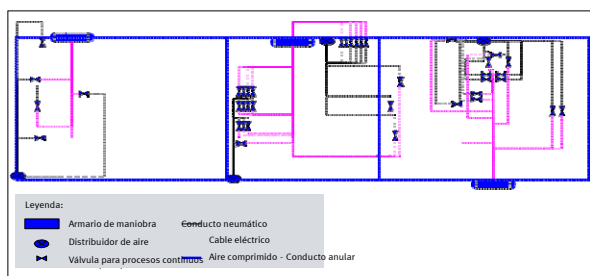 Leyenda:
Armario de maniobra
Conducto neumático
Distribuidor de aire
Cable eléctrico
Válvula para procesos continuos
Aire comprimido - Conducto anular